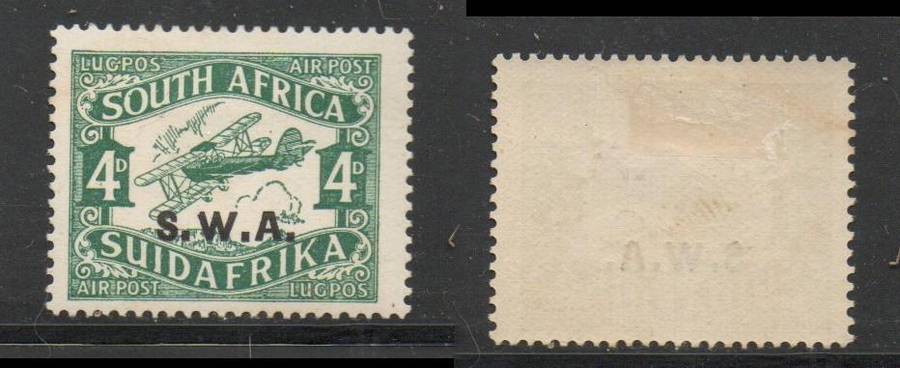 LUGPOS AIR POST
SOUTH AFRICA
4D 4D
S.W.A.
SUIDAFRIKA
AIR POST LUGPOS
S.W.A.